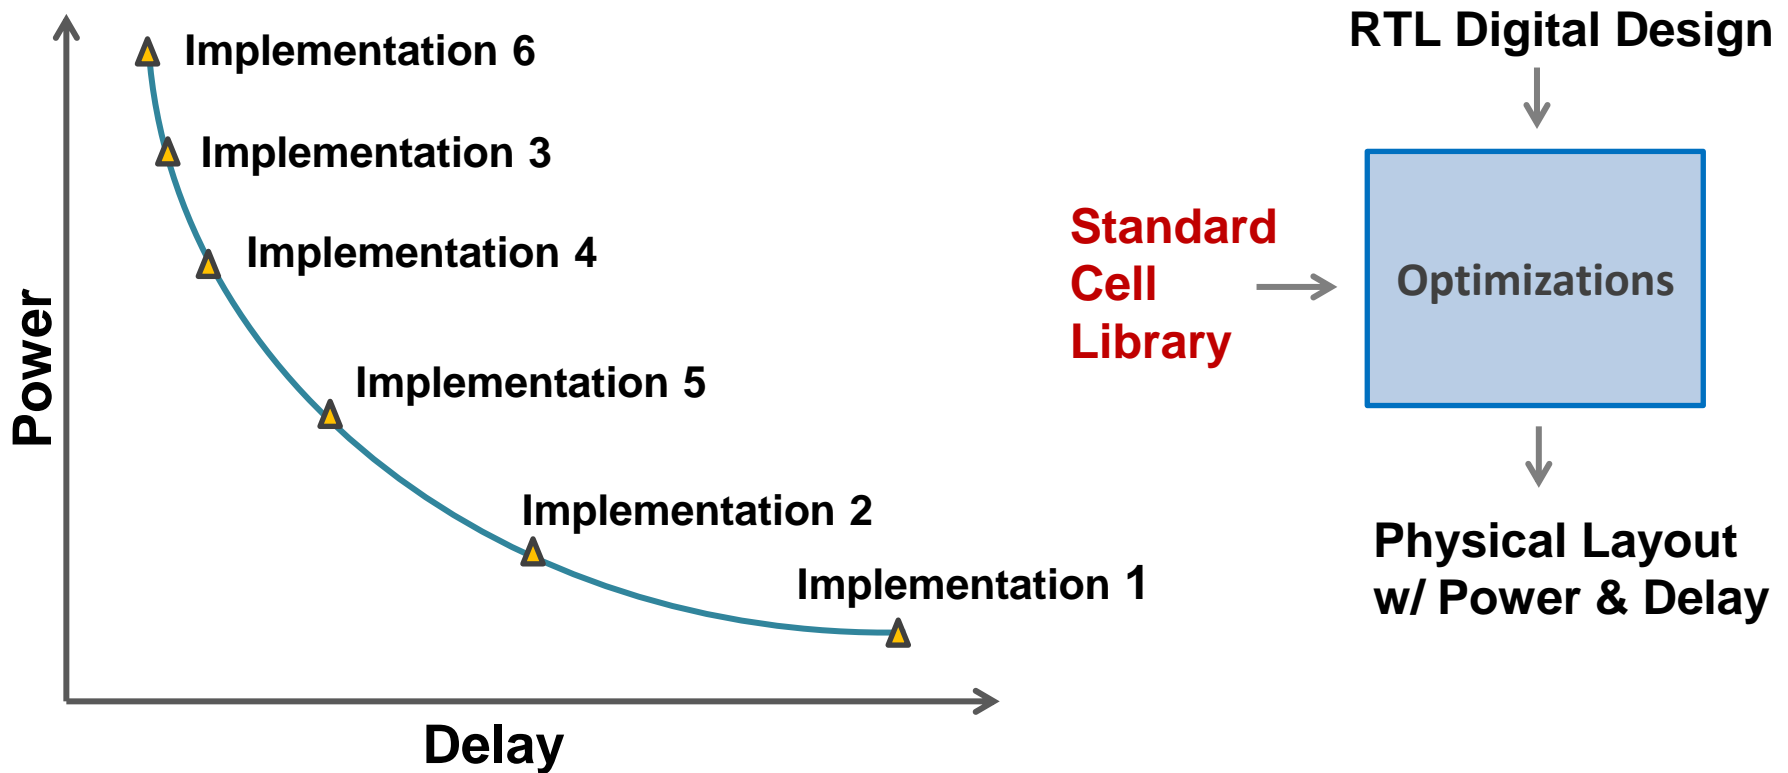 Implementation 6
Implementation 3
Implementation 4
Implementation 5
Implementation 2
Implementation 1
Power
Delay
RTL Digital Design
Standard
Cell
Library
Optimizations
Physical Layout
w/ Power & Delay